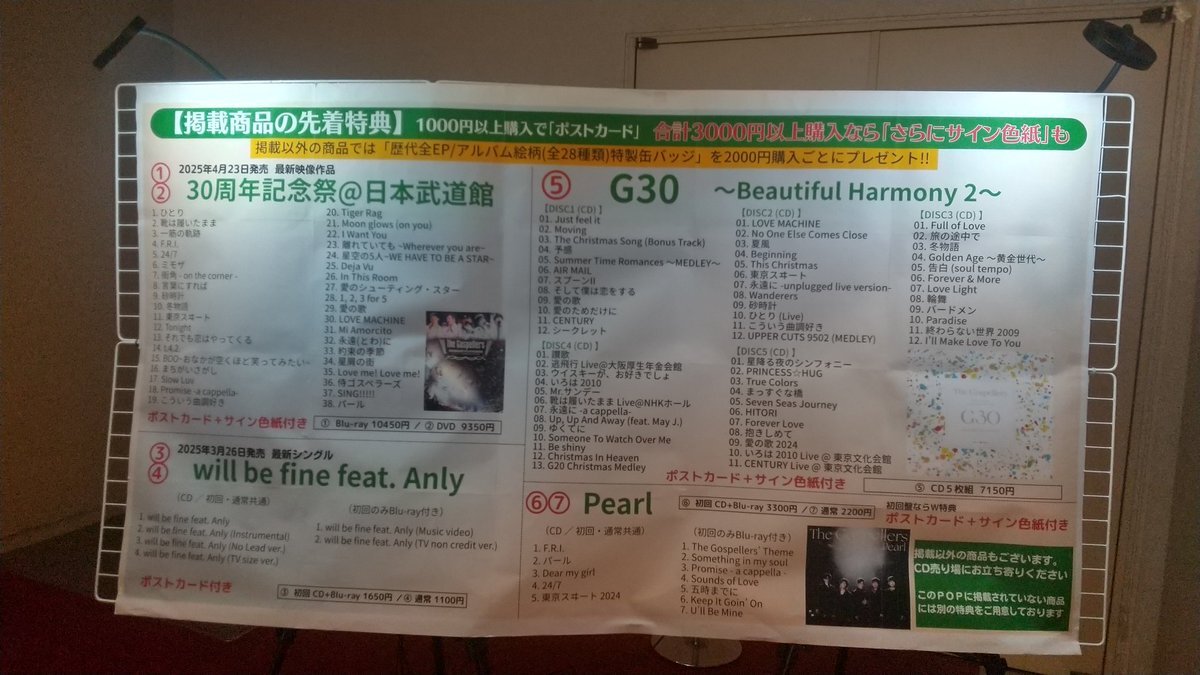 【掲載商品の先着特典】 1000円以上購入で「ポストカード」 合計3000円以上購入なら「さらにサイン色紙」も
掲載以外の商品では「歴代全EP/アルバム絵柄(全28種類)特製缶バッジ」を2000円購入ごとにプレゼント!!
①
②
2025年4月23日発売 最新映像作品
30周年記念祭@日本武道館
1. ひとり
2. 靴は履いたまま
3. 一筋の軌跡
4. F.R.I.
5. 24/7
6. ミモザ
7. 街角 - on the corner -
8. 言葉にすれば
9. 砂時計
10. 冬物語
11. 東京スヰート
12. Tonight
13. それでも恋はやってくる
14. t.4.2.
15. BOO~おなかが空くほど笑ってみたい~
16. まちがいさがし
17. Slow Luv
18. Promise -a cappella-
19. こういう曲調好き
20. Tiger Rag
21. Moon glows (on you)
22. I Want You
23. 離れていても ~Wherever you are~
24. 星空の5人~WE HAVE TO BE A STAR~
25. Deja Vu
26. In This Room
27. 愛のシューティング・スター
28. 1, 2, 3 for 5
29. 愛の歌
30. LOVE MACHINE
31. Mi Amorcito
32. 永遠(とわ)に
33. 約束の季節
34. 星屑の街
35. Love me! Love me!
36. 侍ゴスペラーズ
37. SING!!!!!
38. パール
The Gospellers
ポストカード+サイン色紙付き
① Blu-ray 10450円 / ② DVD 9350円
③
④
2025年3月26日発売 最新シングル
will be fine feat. Anly
(CD / 初回・通常共通)
1. will be fine feat. Anly
2. will be fine feat. Anly (Instrumental)
3. will be fine feat. Anly (No Lead ver.)
4. will be fine feat. Anly (TV size ver.)
(初回のみBlu-ray付き)
1. will be fine feat. Anly (Music video)
2. will be fine feat. Anly (TV non credit ver.)
ポストカード付き
③ 初回 CD+Blu-ray 1650円 / ④ 通常 1100円
⑤ G30 ～Beautiful Harmony 2～
【DISC1 (CD) 】
01. Just feel it
02. Moving
03. The Christmas Song (Bonus Track)
04. 予感
05. Summer Time Romances ～MEDLEY～
06. AIR MAIL
07. スプーンII
08. そして僕は恋をする
09. 愛の歌
10. 愛のためだけに
11. CENTURY
12. シークレット
【DISC2 (CD) 】
01. LOVE MACHINE
02. No One Else Comes Close
03. 夏風
04. Beginning
05. This Christmas
06. 東京スヰート
07. 永遠に -unplugged live version-
08. Wanderers
09. 砂時計
10. ひとり (Live)
11. こういう曲調好き
12. UPPER CUTS 9502 (MEDLEY)
【DISC3 (CD) 】
01. Full of Love
02. 旅の途中で
03. 冬物語
04. Golden Age ～黄金世代～
05. 告白 (soul tempo)
06. Forever & More
07. Love Light
08. 輪舞
09. バードメン
10. Paradise
11. 終わらない世界 2009
12. I'll Make Love To You
【DISC4 (CD) 】
01. 讃歌
02. 逃飛行 Live@大阪厚生年金会館
03. ウイスキーが、お好きでしょ
04. いろは 2010
05. Mr. サンデー
06. 靴は履いたまま Live@NHKホール
07. 永遠に -a cappella-
08. Up, Up And Away (feat. May J.)
09. ゆくてに
10. Someone To Watch Over Me
11. Be shiny
12. Christmas In Heaven
13. G20 Christmas Medley
【DISC5 (CD) 】
01. 星降る夜のシンフォニー
02. PRINCESS☆HUG
03. True Colors
04. まっすぐな橋
05. Seven Seas Journey
06. HITORI
07. Forever Love
08. 抱きしめて
09. 愛の歌 2024
10. いろは 2010 Live @ 東京文化会館
11. CENTURY Live @ 東京文化会館
The Gospellers
G30
ポストカード+サイン色紙付き
⑤ CD5枚組 7150円
⑥⑦ Pearl
⑥ 初回 CD+Blu-ray 3300円 / ⑦ 通常 2200円
初回盤ならW特典
ポストカード+サイン色紙付き
(CD / 初回・通常共通)
1. F.R.I.
2. パール
3. Dear my girl
4. 24/7
5. 東京スヰート 2024
(初回のみBlu-ray付き)
1. The Gospellers' Theme
2. Something in my soul
3. Promise - a cappella -
4. Sounds of Love
5. 五時までに
6. Keep It Goin' On
7. U'll Be Mine
The Gospellers
Pearl
掲載以外の商品もございます。
CD売り場にお立ち寄りください
このPOPに掲載されていない商品
には別の特典をご用意しております